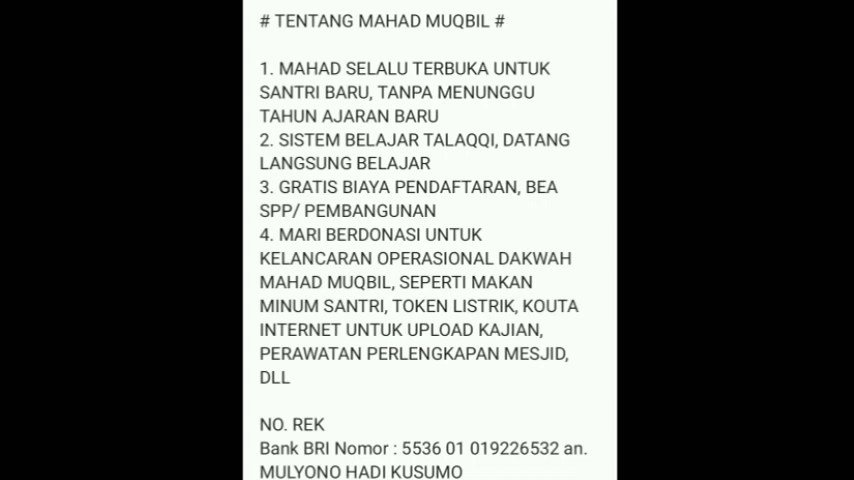 # TENTANG MAHAD MUQBIL #
1. MAHAD SELALU TERBUKA UNTUK
SANTRI BARU, TANPA MENUNGGU
TAHUN AJARAN BARU
2. SISTEM BELAJAR TALAQQI, DATANG
LANGSUNG BELAJAR
3. GRATIS BIAYA PENDAFTARAN, BEA
SPP/ PEMBANGUNAN
4. MARI BERDONASI UNTUK
KELANCARAN OPERASIONAL DAKWAH
MAHAD MUQBIL, SEPERTI MAKAN
MINUM SANTRI, TOKEN LISTRIK, KOUTA
INTERNET UNTUK UPLOAD KAJIAN,
PERAWATAN PERLENGKAPAN MESJID,
DLL
NO. REK
Bank BRI Nomor : 5536 01 019226532 an.
MULYONO HADI KUSUMO